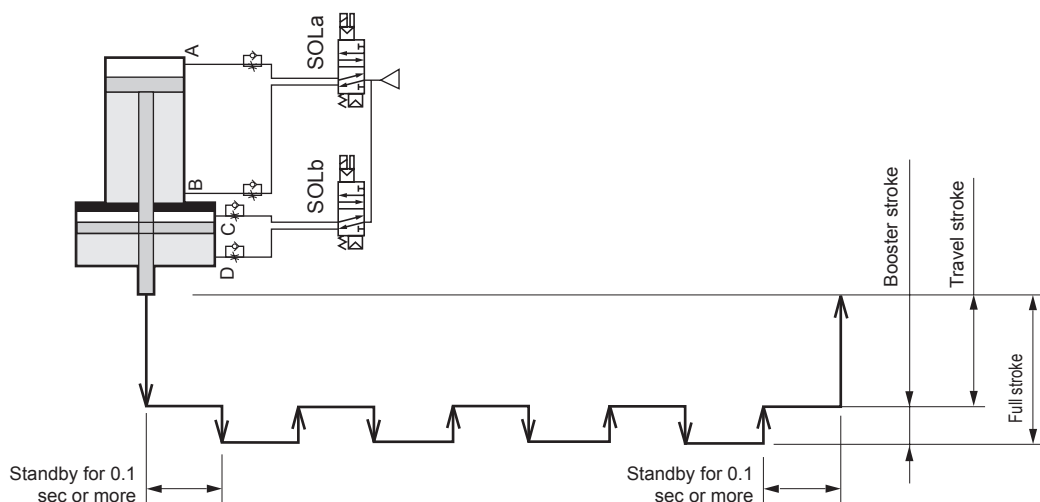 SOLa
A
B
SOLb
C
D
Booster stroke
Travel stroke
Full stroke
Standby for 0.1
sec or more
Standby for 0.1
sec or more